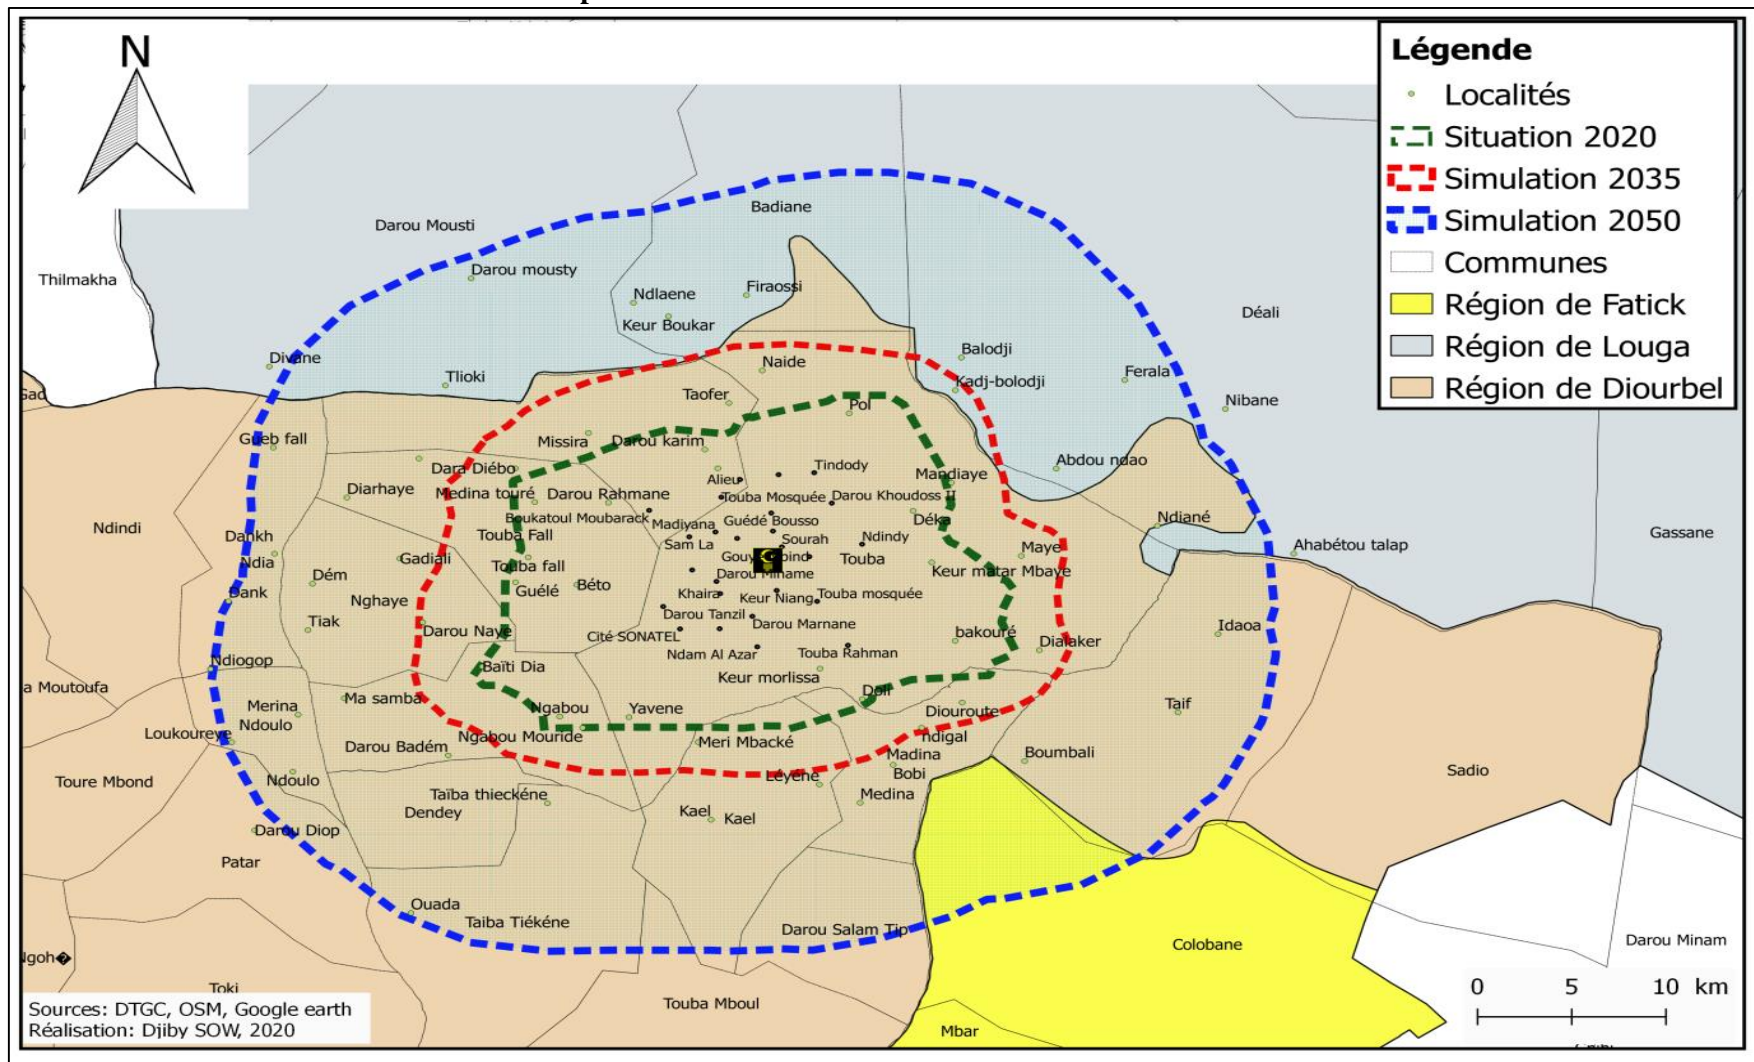 N
Légende
Localités
Situation 2020
Simulation 2035
Simulation 2050
Communes
Région de Fatick
Région de Louga
Région de Diourbel
Badiane
Darou Mousti
Thilmakha
Darou mousty
Ndlaene
Firaossi
Keur Boukar
Déali
Divane
Tlioki
Naide
Balodji
Kadj-bolodji
Ferala
Nibane
Taofer
Pol
Gueb fall
Missira
Darou karim
Tindody
Abdou ndao
Dara Diébo
Alieu
Mandiaye
Diarhaye
Medina touré
Darou Rahmane
Touba Mosquée
Darou Khoudoss II
Ndindi
Boukatoul Moubarack
Madiyana
Guédé Bousso
Déka
Ndiané
Dankh
Touba Fall
Sam La
Sourah
Ndindy
Maye
Ahabétou talap
Gassane
Ndia
Gadiali
Touba fall
Touba
Keur matar Mbaye
Dém
Guélé
Béto
Darou Miname
Dank
Nghaye
Khaira
Keur Niang
Touba mosquée
Tiak
Darou Naye
Darou Tanzil
Darou Marnane
Cité SONATEL
bakouré
Dialaker
Idaoa
Ndiogop
Baïti Dia
Ndam Al Azar
Touba Rahman
a Moutoufa
Keur morlissa
Ma samba
Doli
Merina
Ngabou
Yavene
Diouroute
Taif
Ndoulo
Loukoureye
Darou Badém
Ngabou Mouride
Meri Mbacké
ndigal
Madina
Boumbali
Bobi
Toure Mbond
Ndoulo
Léyene
Sadio
Taïba thieckéne
Medina
Dendey
Kael
Kael
Darou Diop
Patar
Ouada
Taiba Tiékéne
Darou Salam Tip
Colobane
Darou Minam
Toki
Touba Mboul
Mbar
0 5 10 km
Sources: DTGC, OSM, Google earth
Réalisation: Djiby SOW, 2020